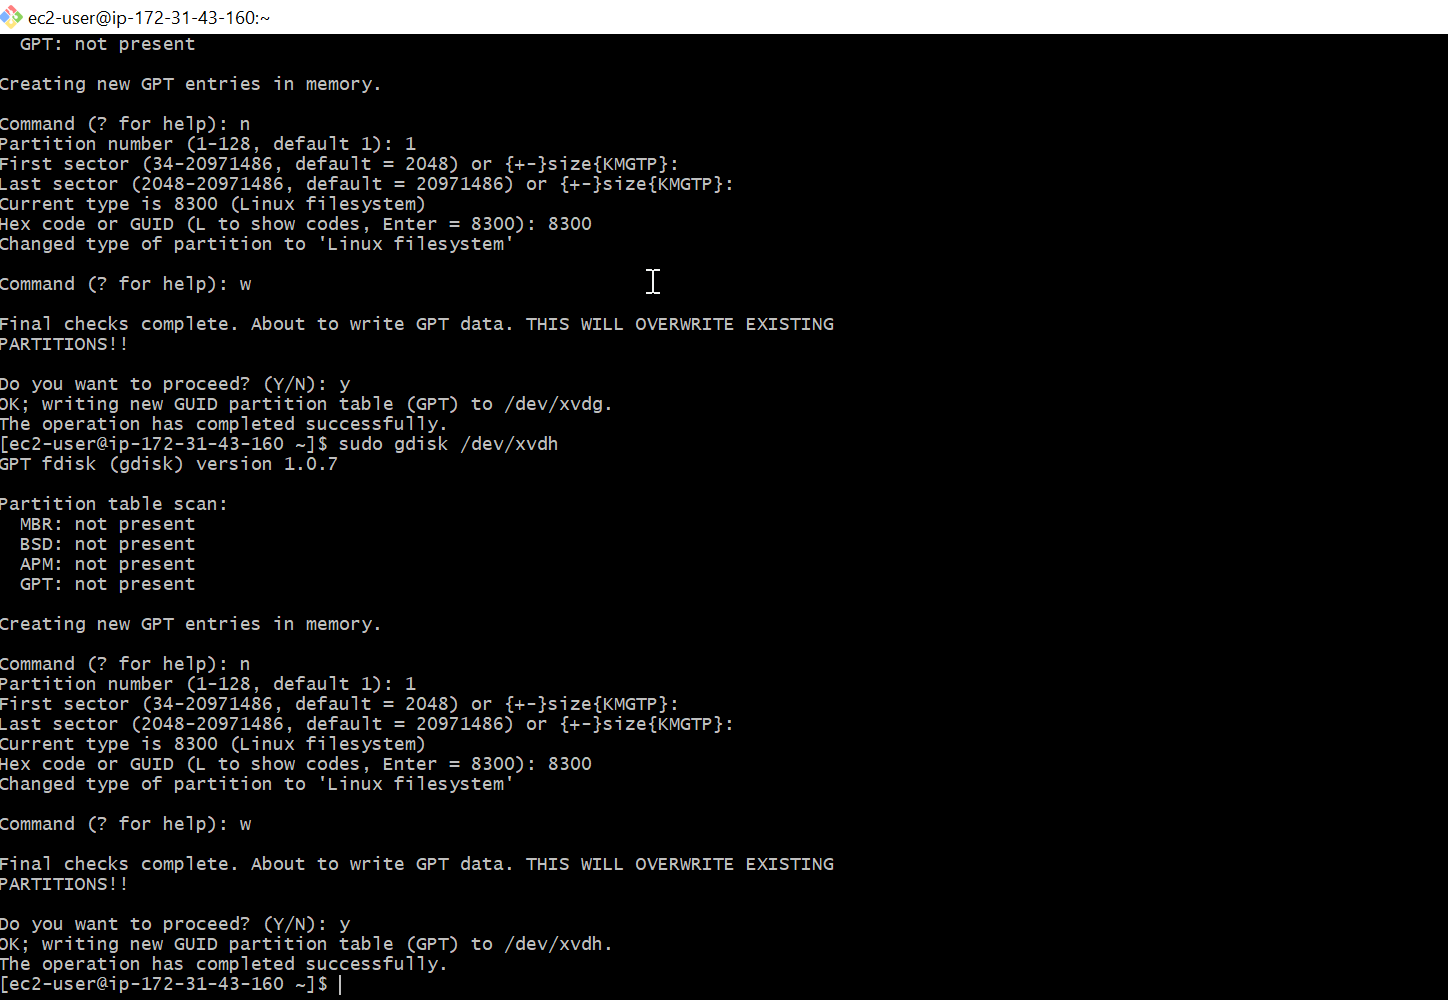 ec2-user@ip-172-31-43-160:~
GPT: not present
Creating new GPT entries in memory.
Command (? for help): n
Partition number (1-128, default 1): 1
First sector (34-20971486, default = 2048) or {+-}size{KMGTP}:
Last sector (2048-20971486, default = 20971486) or {+-}size{KMGTP}:
Current type is 8300 (Linux filesystem)
Hex code or GUID (L to show codes, Enter = 8300): 8300
Changed type of partition to 'Linux filesystem'
Command (? for help): w
Final checks complete. About to write GPT data. THIS WILL OVERWRITE EXISTING
PARTITIONS!!
Do you want to proceed? (Y/N): y
OK; writing new GUID partition table (GPT) to /dev/xvdg.
The operation has completed successfully.
[ec2-user@ip-172-31-43-160 ~]$ sudo gdisk /dev/xvdh
GPT fdisk (gdisk) version 1.0.7
Partition table scan:
MBR: not present
BSD: not present
APM: not present
GPT: not present
Creating new GPT entries in memory.
Command (? for help): n
Partition number (1-128, default 1): 1
First sector (34-20971486, default = 2048) or {+-}size{KMGTP}:
Last sector (2048-20971486, default = 20971486) or {+-}size{KMGTP}:
Current type is 8300 (Linux filesystem)
Hex code or GUID (L to show codes, Enter = 8300): 8300
Changed type of partition to 'Linux filesystem'
Command (? for help): w
Final checks complete. About to write GPT data. THIS WILL OVERWRITE EXISTING
PARTITIONS!!
Do you want to proceed? (Y/N): y
OK; writing new GUID partition table (GPT) to /dev/xvdh.
The operation has completed successfully.
[ec2-user@ip-172-31-43-160 ~]$